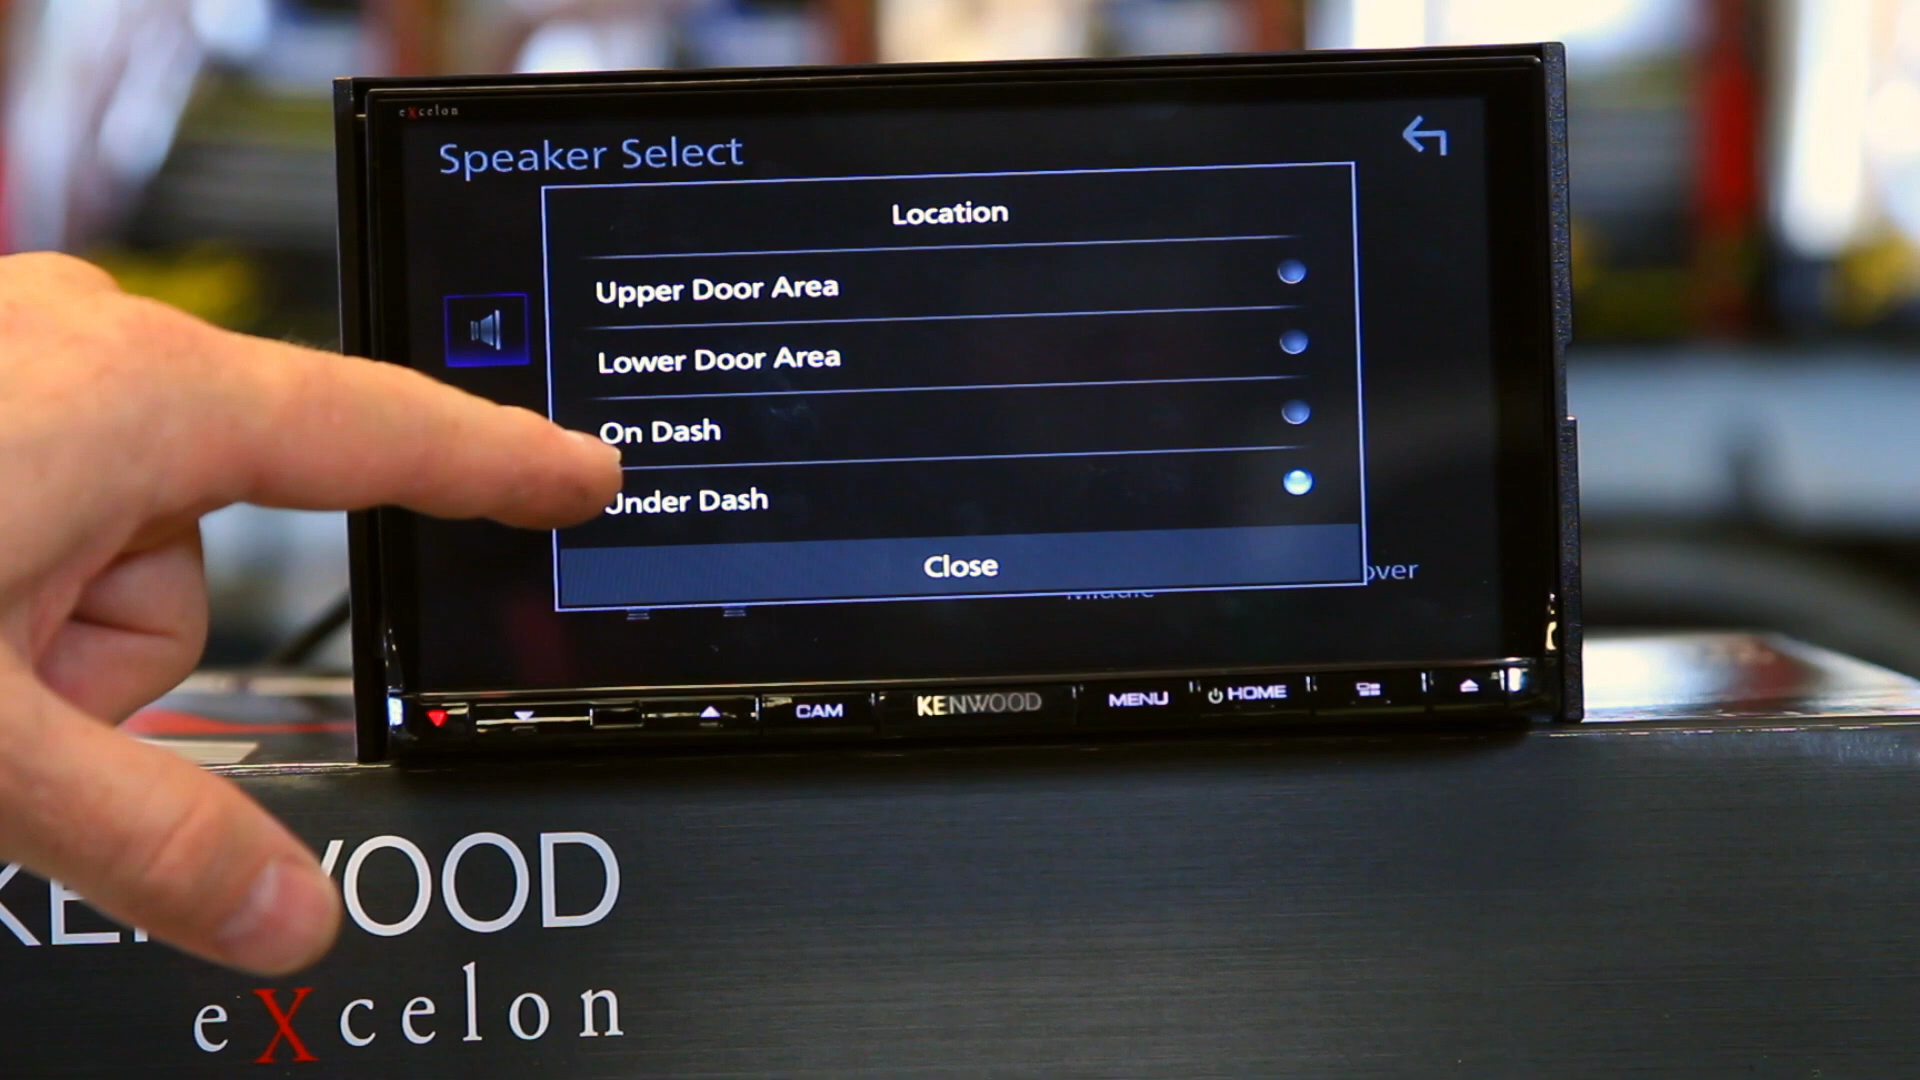 eXcelon
Speaker Select
Location
Upper Door Area
Lower Door Area
On Dash
Under Dash
Close
CAM
KENWOOD
MENU
HOME
eXcelon